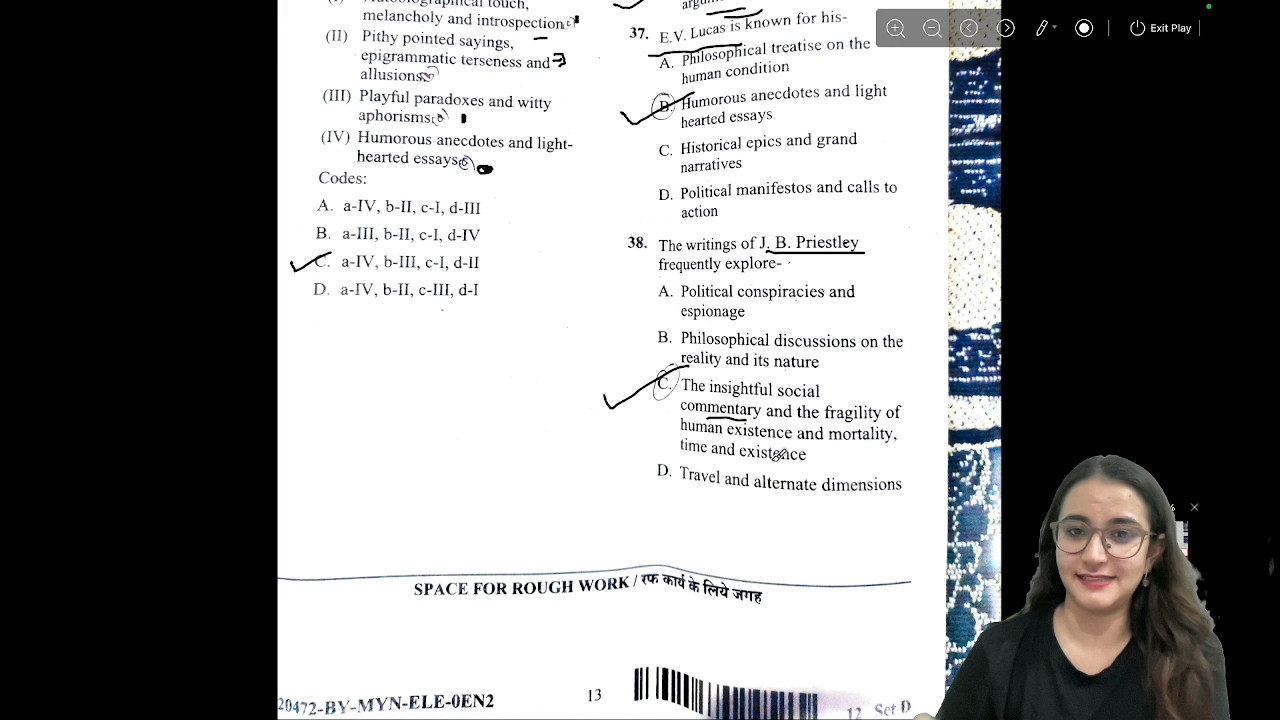 melancholy and introspection
(II) Pithy pointed sayings,
epigrammatic terseness and
allusions
(III) Playful paradoxes and witty
aphorisms
(IV) Humorous anecdotes and light-
hearted essays
Codes:
A. a-IV, b-II, c-I, d-III
B. a-III, b-II, c-I, d-IV
C. a-IV, b-III, c-I, d-II
D. a-IV, b-II, c-III, d-I
37. E.V. Lucas is known for his-
A. Philosophical treatise on the
human condition
B. Humorous anecdotes and light
hearted essays
C. Historical epics and grand
narratives
D. Political manifestos and calls to
action
38. The writings of J. B. Priestley
frequently explore-
A. Political conspiracies and
espionage
B. Philosophical discussions on the
reality and its nature
C. The insightful social
commentary and the fragility of
human existence and mortality,
time and existence
D. Travel and alternate dimensions
SPACE FOR ROUGH WORK / रफ कार्य के लिये जगह
20472-BY-MYN-ELE-0EN2
13
12 Set D
Exit Play